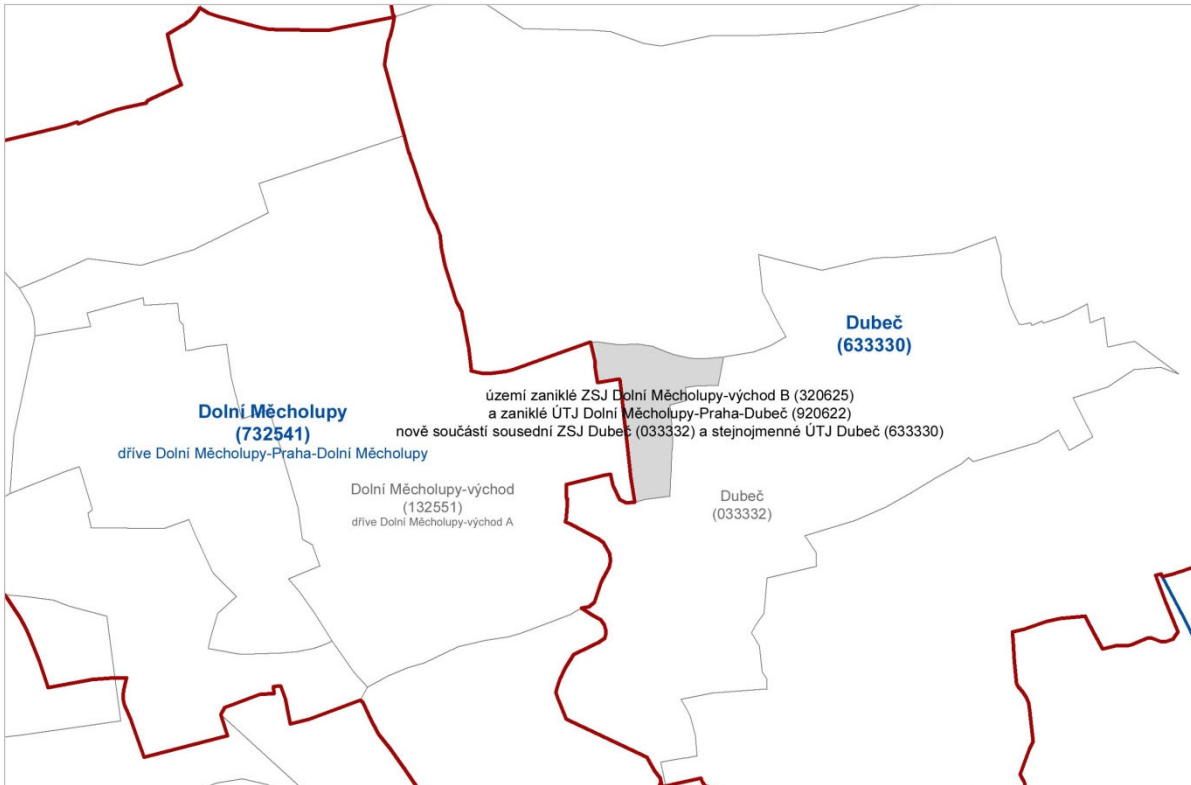 Dubeč
(633330)
území zaniklé ZSJ Dolní Měcholupy-východ B (320625)
a zaniklé ÚTJ Dolní Měcholupy-Praha-Dubeč (920622)
nově součástí sousední ZSJ Dubeč (033332) a stejnojmenné ÚTJ Dubeč (633330)
Dolní Měcholupy
(732541)
dříve Dolní Měcholupy-Praha-Dolní Měcholupy
Dolní Měcholupy-východ
(132551)
dříve Dolní Měcholupy-východ A
Dubeč
(033332)